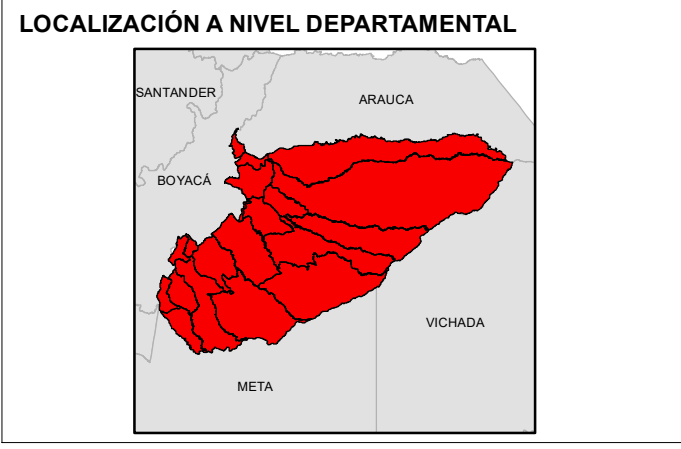 LOCALIZACIÓN A NIVEL DEPARTAMENTAL
SANTANDER
ARAUCA
BOYACÁ
VICHADA
META